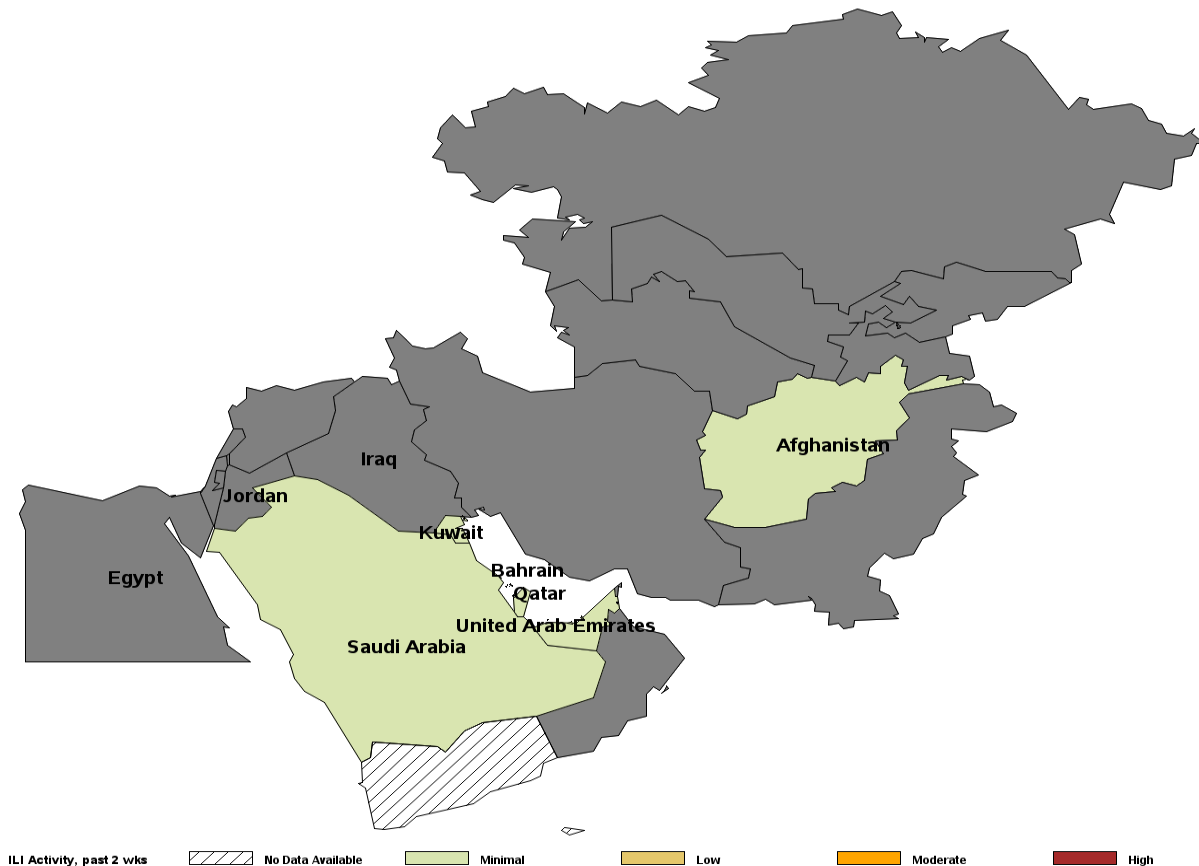 Afghanistan
Iraq
Jordan
Kuwait
Bahrain
Egypt
Qatar
United Arab Emirates
Saudi Arabia
ILI Activity, past 2 wks No Data Available Minimal Low Moderate High